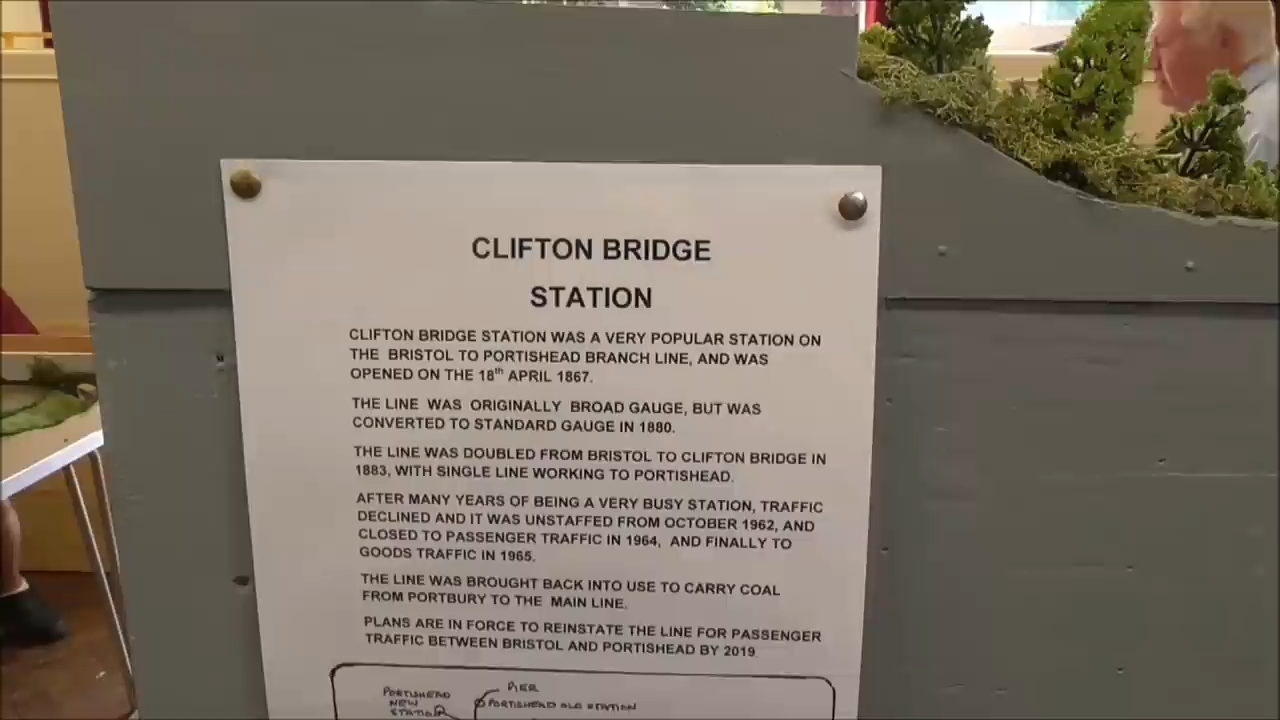 CLIFTON BRIDGE
STATION
CLIFTON BRIDGE STATION WAS A VERY POPULAR STATION ON
THE BRISTOL TO PORTISHEAD BRANCH LINE, AND WAS
OPENED ON THE 18th APRIL 1867.
THE LINE WAS ORIGINALLY BROAD GAUGE, BUT WAS
CONVERTED TO STANDARD GAUGE IN 1880.
THE LINE WAS DOUBLED FROM BRISTOL TO CLIFTON BRIDGE IN
1883, WITH SINGLE LINE WORKING TO PORTISHEAD.
AFTER MANY YEARS OF BEING A VERY BUSY STATION, TRAFFIC
DECLINED AND IT WAS UNSTAFFED FROM OCTOBER 1962, AND
CLOSED TO PASSENGER TRAFFIC IN 1964, AND FINALLY TO
GOODS TRAFFIC IN 1965.
THE LINE WAS BROUGHT BACK INTO USE TO CARRY COAL
FROM PORTBURY TO THE MAIN LINE.
PLANS ARE IN FORCE TO REINSTATE THE LINE FOR PASSENGER
TRAFFIC BETWEEN BRISTOL AND PORTISHEAD BY 2019
PIER
PORTISHEAD OLD STATION
PORTISHEAD
NEW
STATION